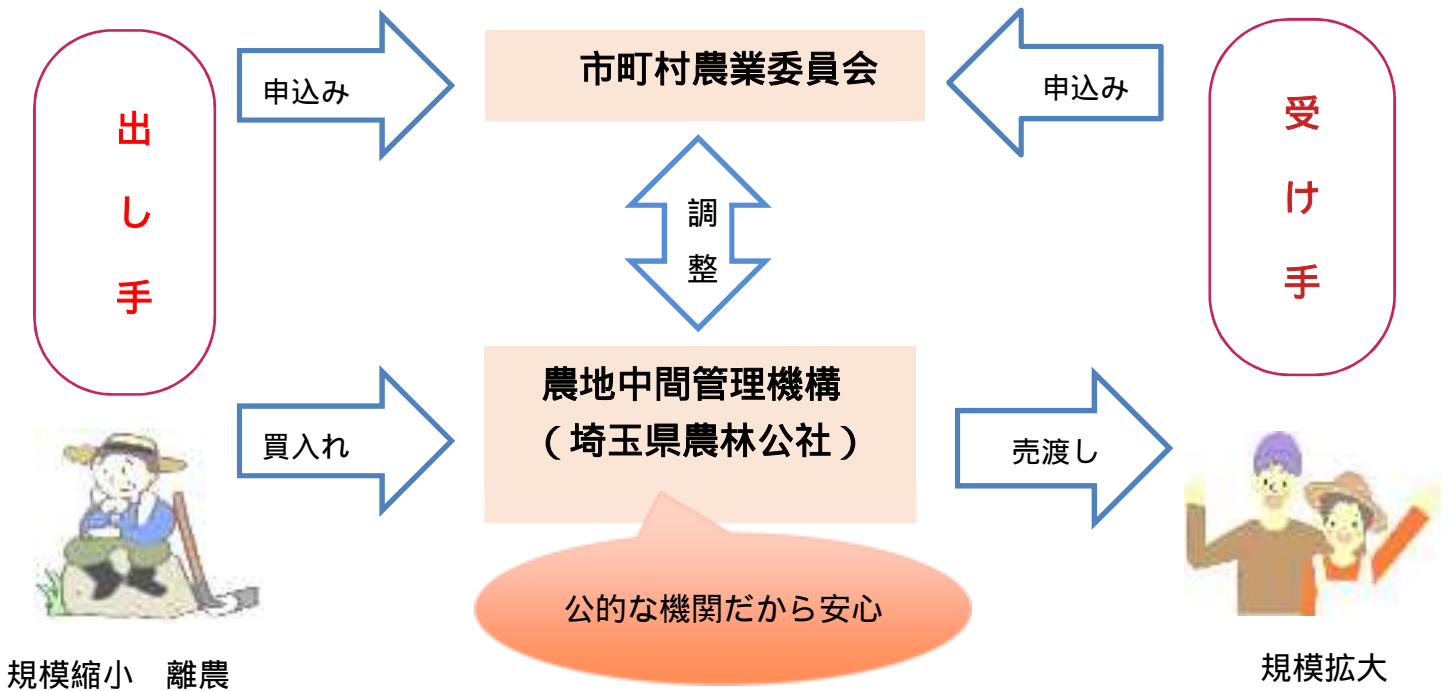 出し手
申込み
市町村農業委員会
申込み
受け手
調整
買入れ
農地中間管理機構
(埼玉県農林公社)
売渡し
公的な機関だから安心
規模縮小　離農
規模拡大